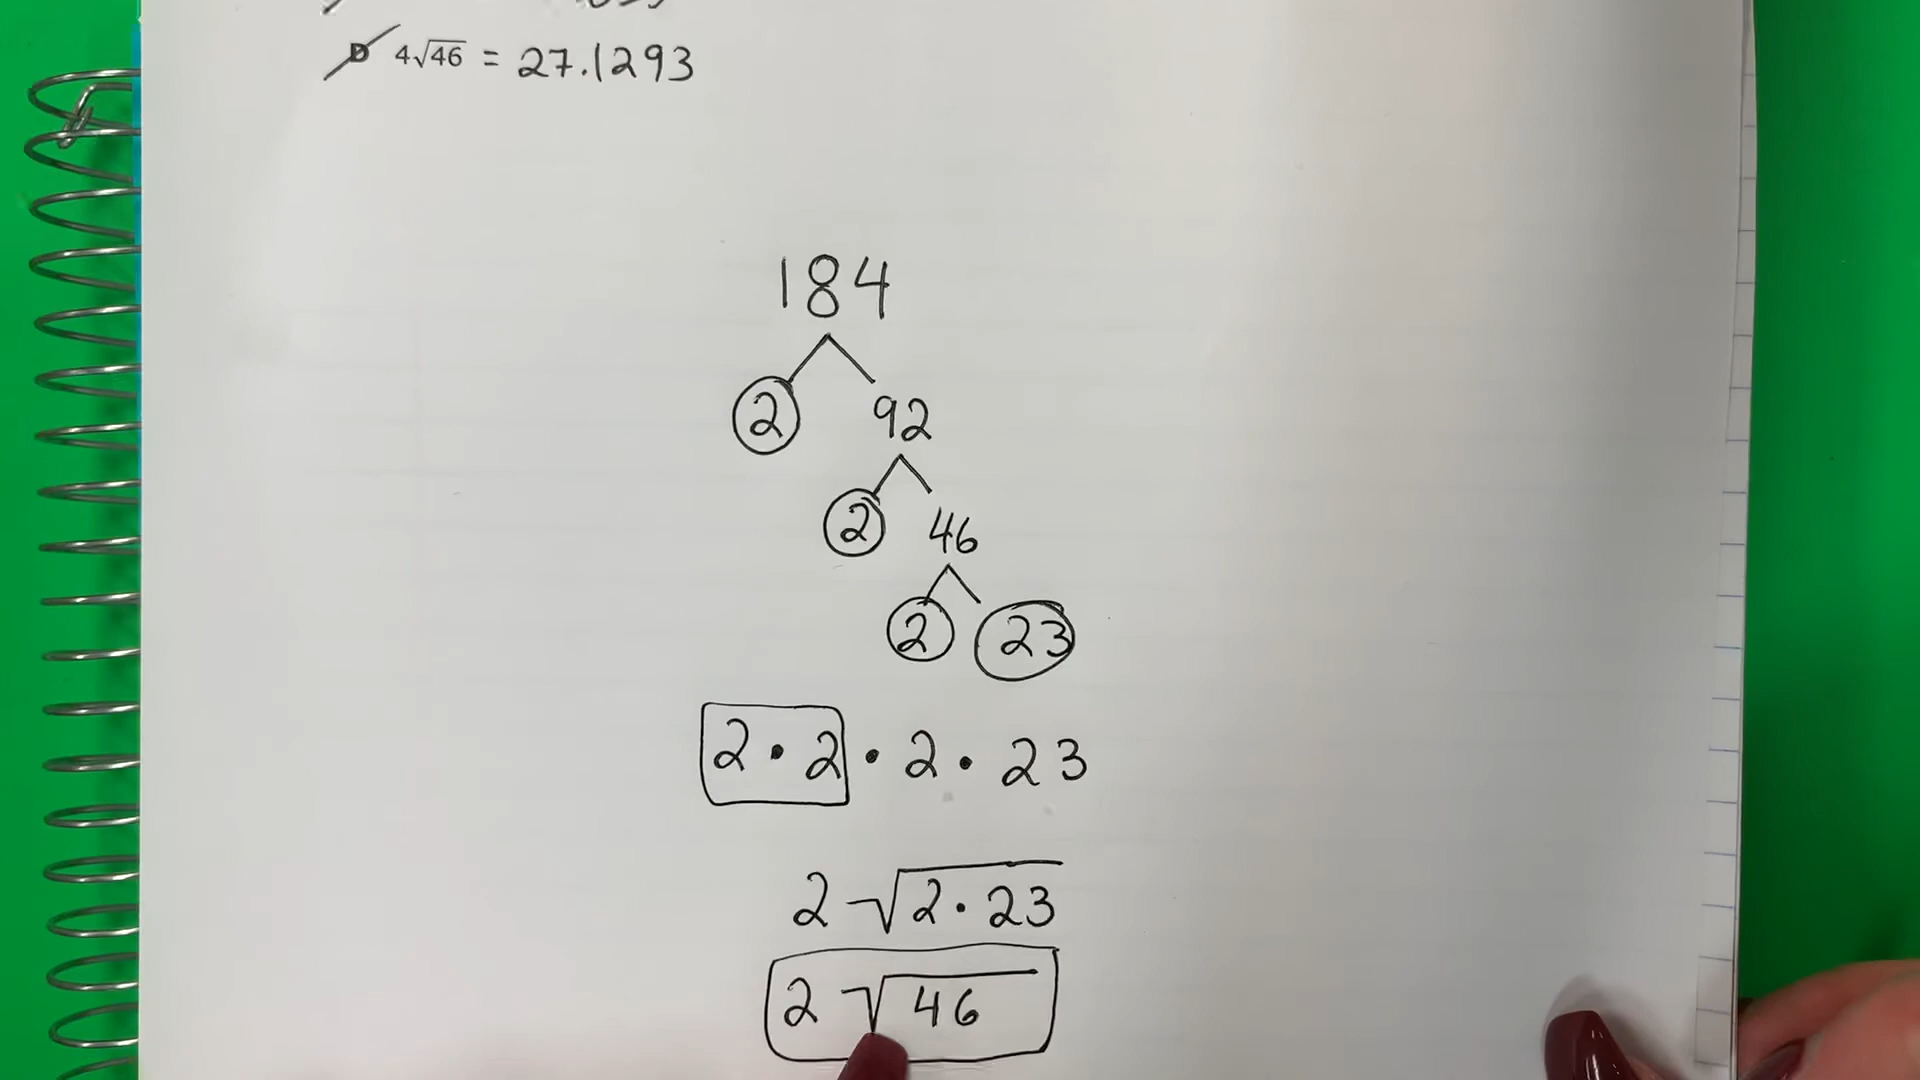 D 4√46 = 27.1293
184
2 92
2 46
2 23
2 • 2 • 2 • 23
2 √2 • 23
2 √46